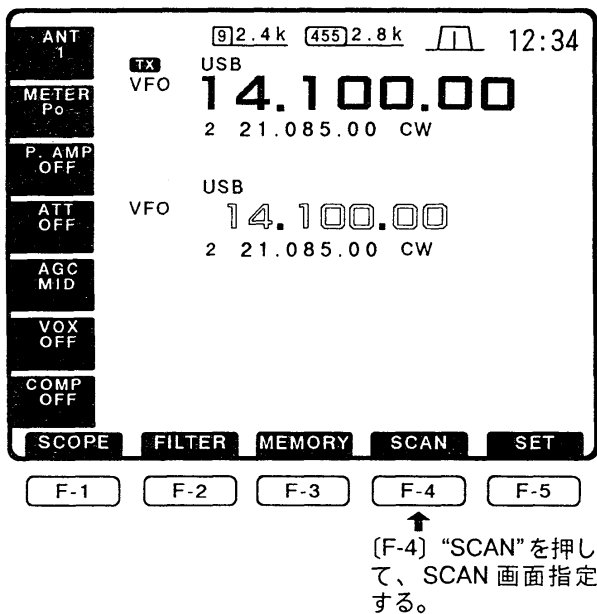 ANT
1
[9]2.4k [455]2.8k 12:34
METER
Po
TX USB
VFO 14.100.00
2 21.085.00 CW
P. AMP
OFF
ATT
OFF
USB
VFO 14.100.00
2 21.085.00 CW
AGC
MID
VOX
OFF
COMP
OFF
SCOPE FILTER MEMORY SCAN SET
F-1 F-2 F-3 F-4 F-5
〔F-4〕“SCAN”を押し
て、SCAN 画面指定
する。